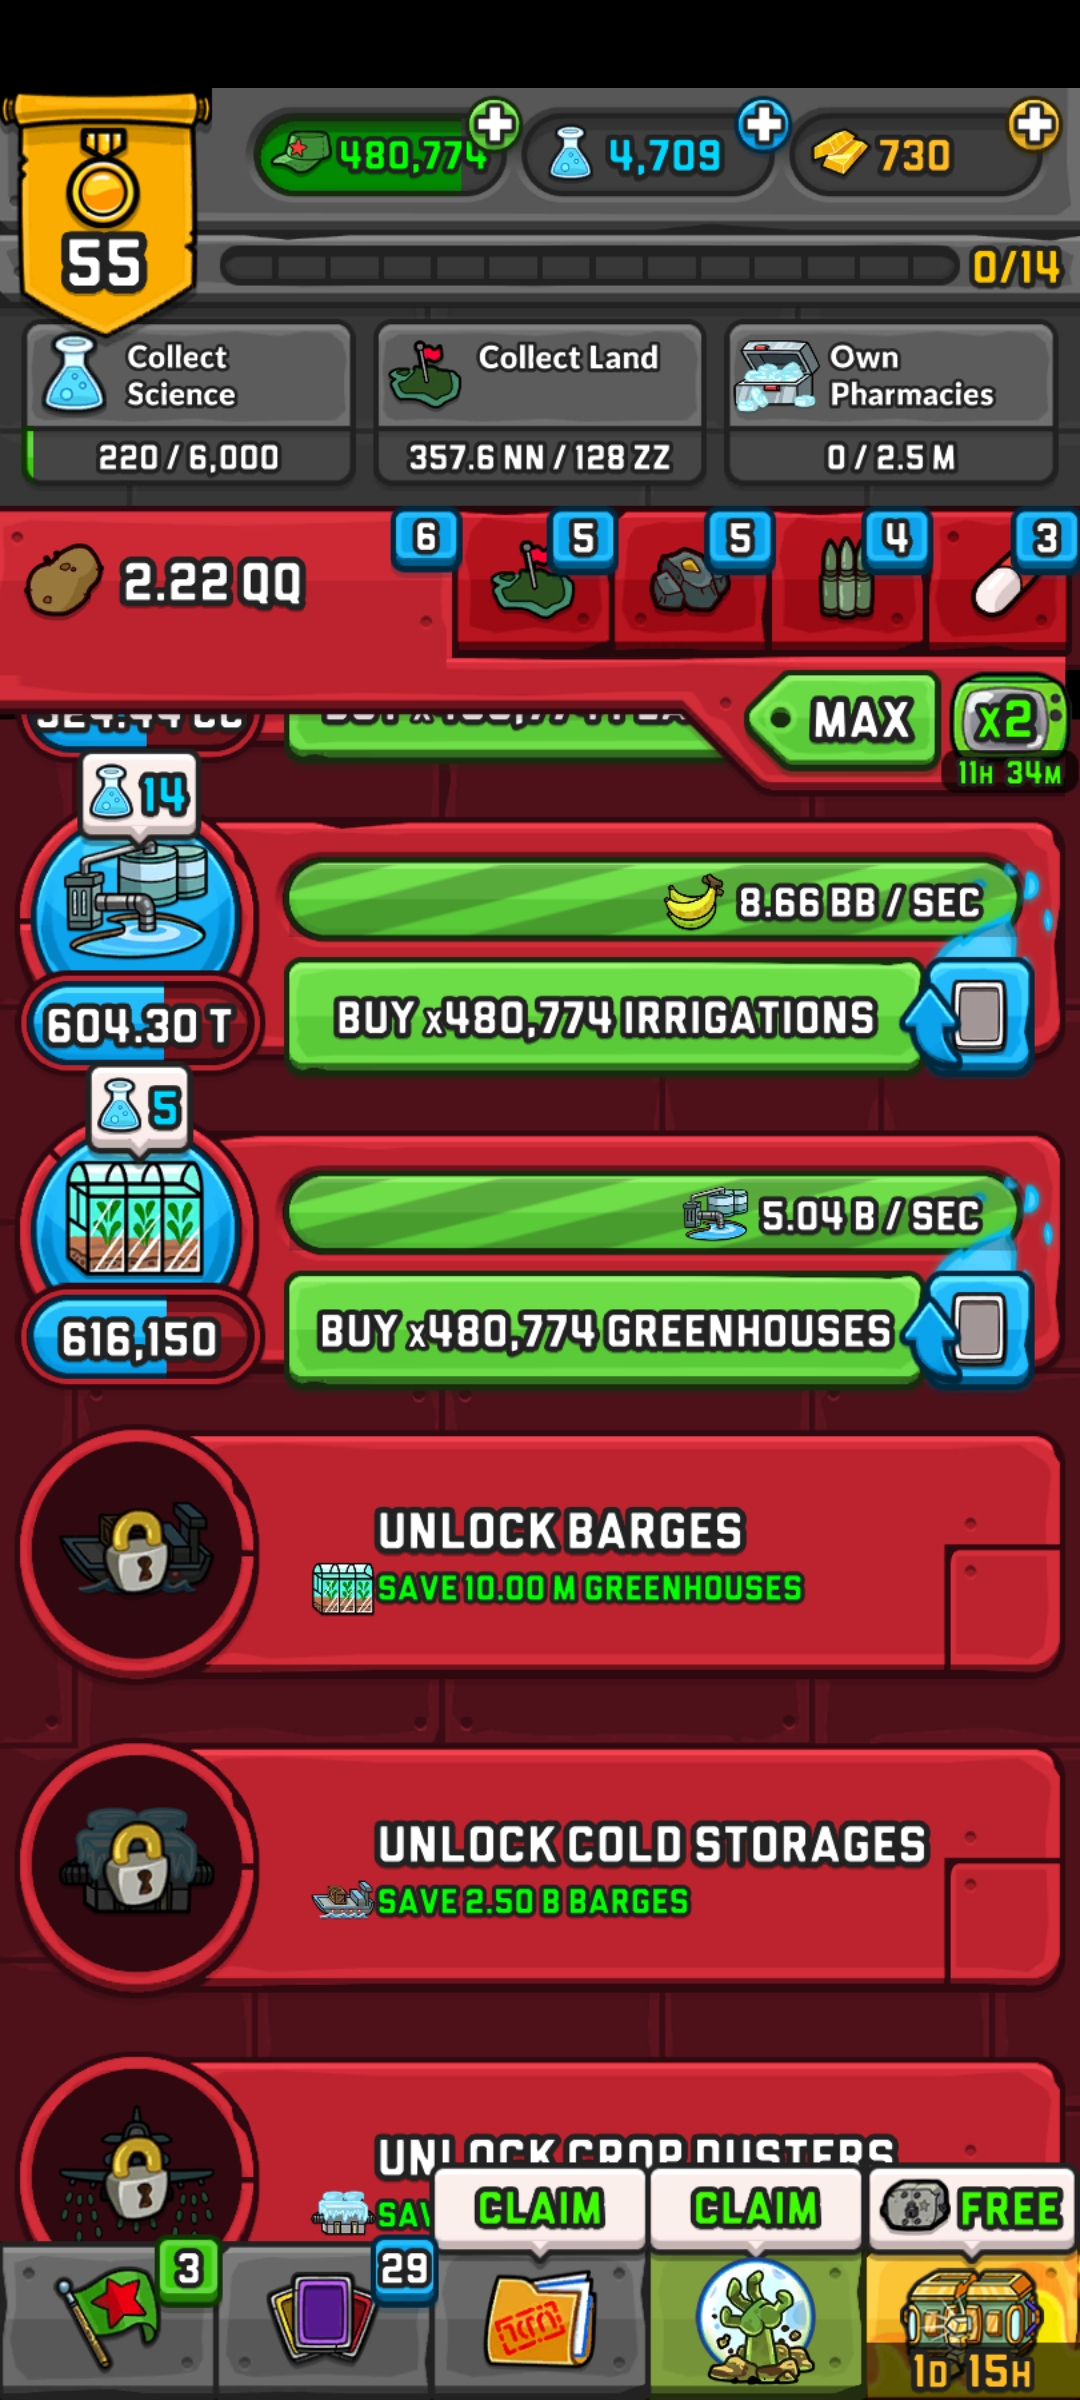 480,774
4,709
730
55
0/14
Collect
Science
220 / 6,000
Collect Land
357.6 NN / 128 ZZ
Own
Pharmacies
0 / 2.5 M
2.22 QQ
6
5
5
4
3
MAX
x2
11H 34M
14
8.66 BB / SEC
604.30 T
BUY x480,774 IRRIGATIONS
5
5.04 B / SEC
616,150
BUY x480,774 GREENHOUSES
UNLOCK BARGES
SAVE 10.00 M GREENHOUSES
UNLOCK COLD STORAGES
SAVE 2.50 B BARGES
UNLOCK CROP DUSTERS
CLAIM
CLAIM
FREE
3
29
1D 15H